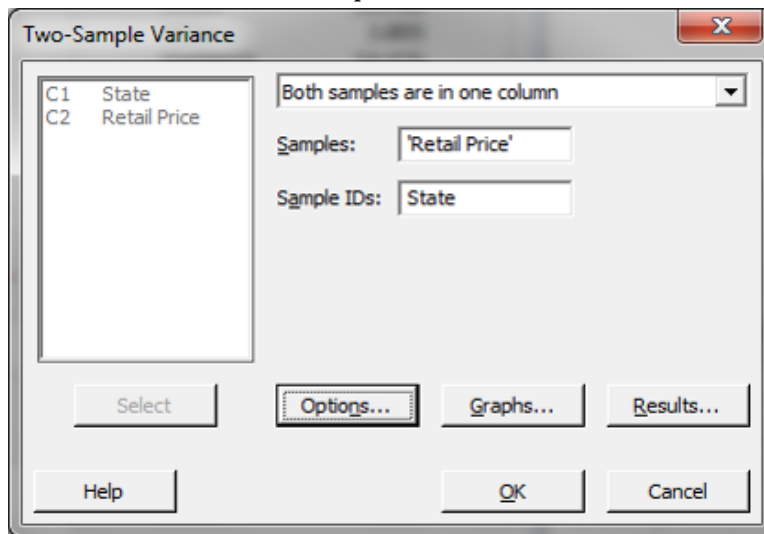 Two-Sample Variance
C1 State
C2 Retail Price
Both samples are in one column
Samples: 'Retail Price'
Sample IDs: State
Select
Options...
Graphs...
Results...
Help
OK
Cancel